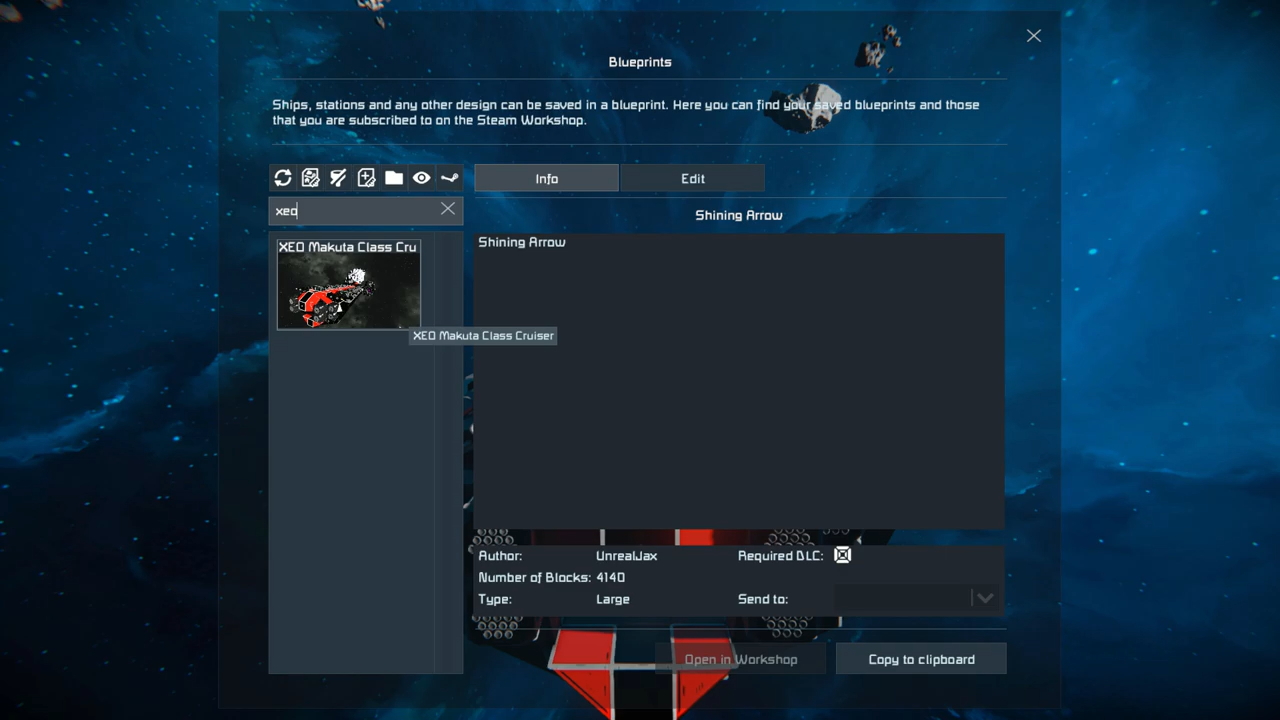 Blueprints
Ships, stations and any other design can be saved in a blueprint. Here you can find your saved blueprints and those
that you are subscribed to on the Steam Workshop.
Info
Edit
xeo
Shining Arrow
XEO Makuta Class Cru
Shining Arrow
XEO Makuta Class Cruiser
Author: UnrealJax
Required DLC:
Number of Blocks: 4140
Type: Large
Send to:
Open in Workshop
Copy to clipboard